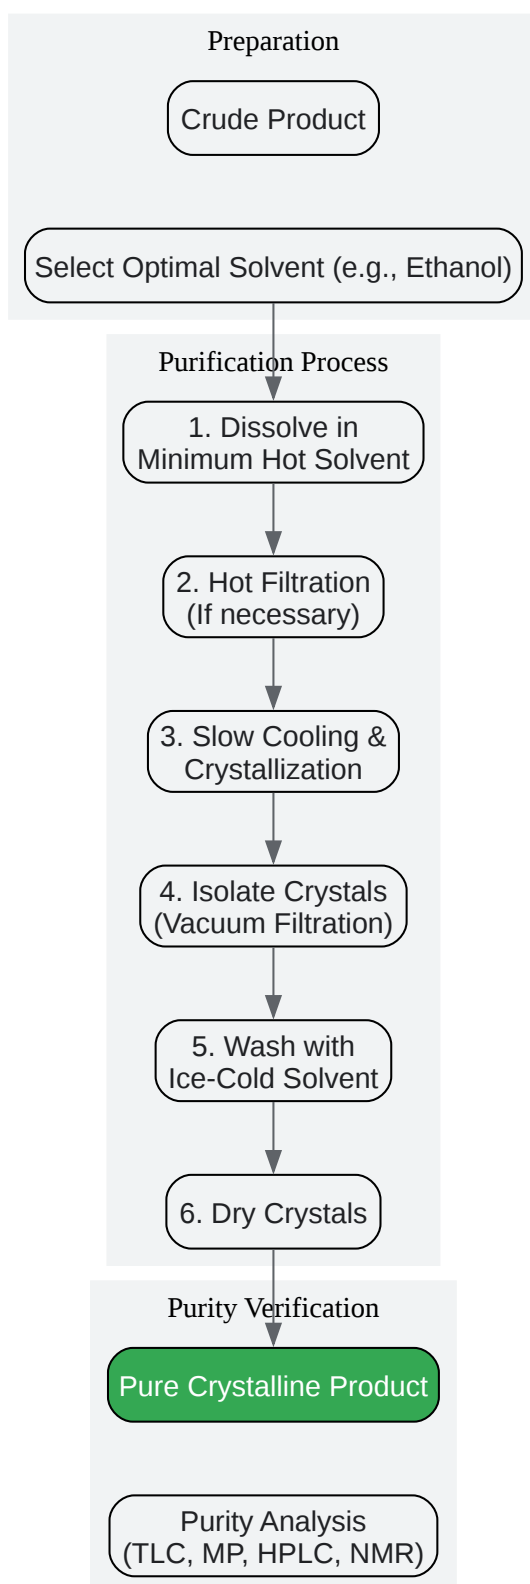 Preparation
Crude Product
Select Optimal Solvent (e.g., Ethanol)
Purification Process
1. Dissolve in
Minimum Hot Solvent
2. Hot Filtration
(If necessary)
3. Slow Cooling &
Crystallization
4. Isolate Crystals
(Vacuum Filtration)
5. Wash with
Ice-Cold Solvent
6. Dry Crystals
Purity Verification
Pure Crystalline Product
Purity Analysis
(TLC, MP, HPLC, NMR)